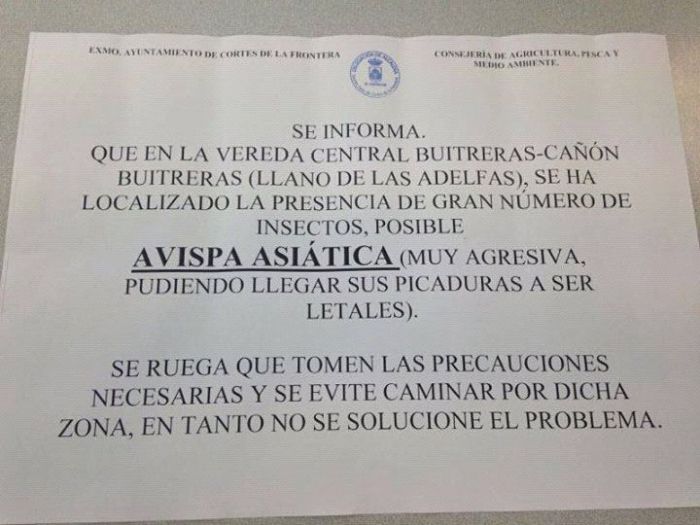 EXMO. AYUNTAMIENTO DE CORTES DE LA FRONTERA
CONSEJERÍA DE AGRICULTURA, PESCA Y
MEDIO AMBIENTE.
SE INFORMA.
QUE EN LA VEREDA CENTRAL BUITRERAS-CAÑÓN
BUITRERAS (LLANO DE LAS ADELFAS), SE HA
LOCALIZADO LA PRESENCIA DE GRAN NÚMERO DE
INSECTOS, POSIBLE
AVISPA ASIÁTICA (MUY AGRESIVA,
PUDIENDO LLEGAR SUS PICADURAS A SER
LETALES).
SE RUEGA QUE TOMEN LAS PRECAUCIONES
NECESARIAS Y SE EVITE CAMINAR POR DICHA
ZONA, EN TANTO NO SE SOLUCIONE EL PROBLEMA.